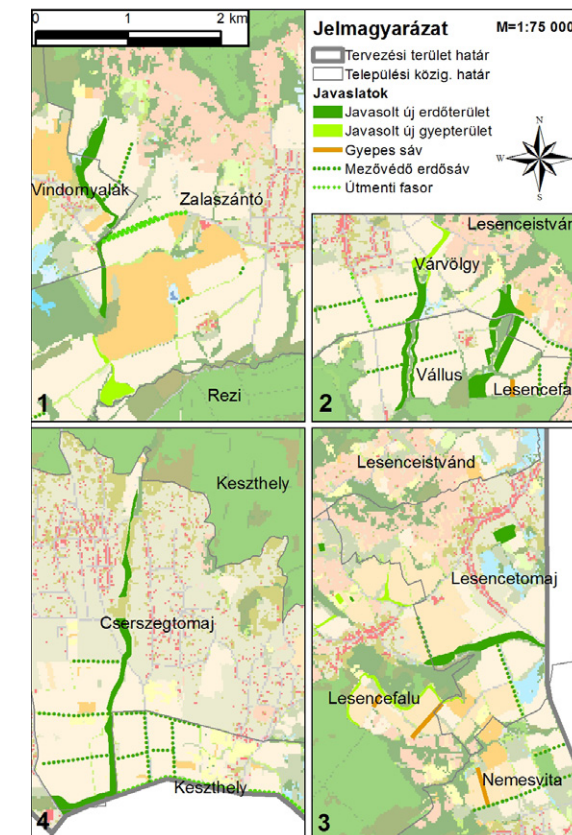 0 1 2 km
Jelmagyarázat M=1:75 000
Tervezési terület határ
Települési közig. határ
Javaslatok
Javasolt új erdőterület
Javasolt új gyepterület
Gyepes sáv
Mezővédő erdősáv
Útmenti fasor
N
W E
S
Vindornyalak
Zalaszántó
Rezi
1
Lesenceistván
Várvölgy
Vállus
Lesencefa
2
Keszthely
Cserszegtomaj
Keszthely
4
Lesenceistvánd
Lesencetomaj
Lesencefalu
Nemesvita
3